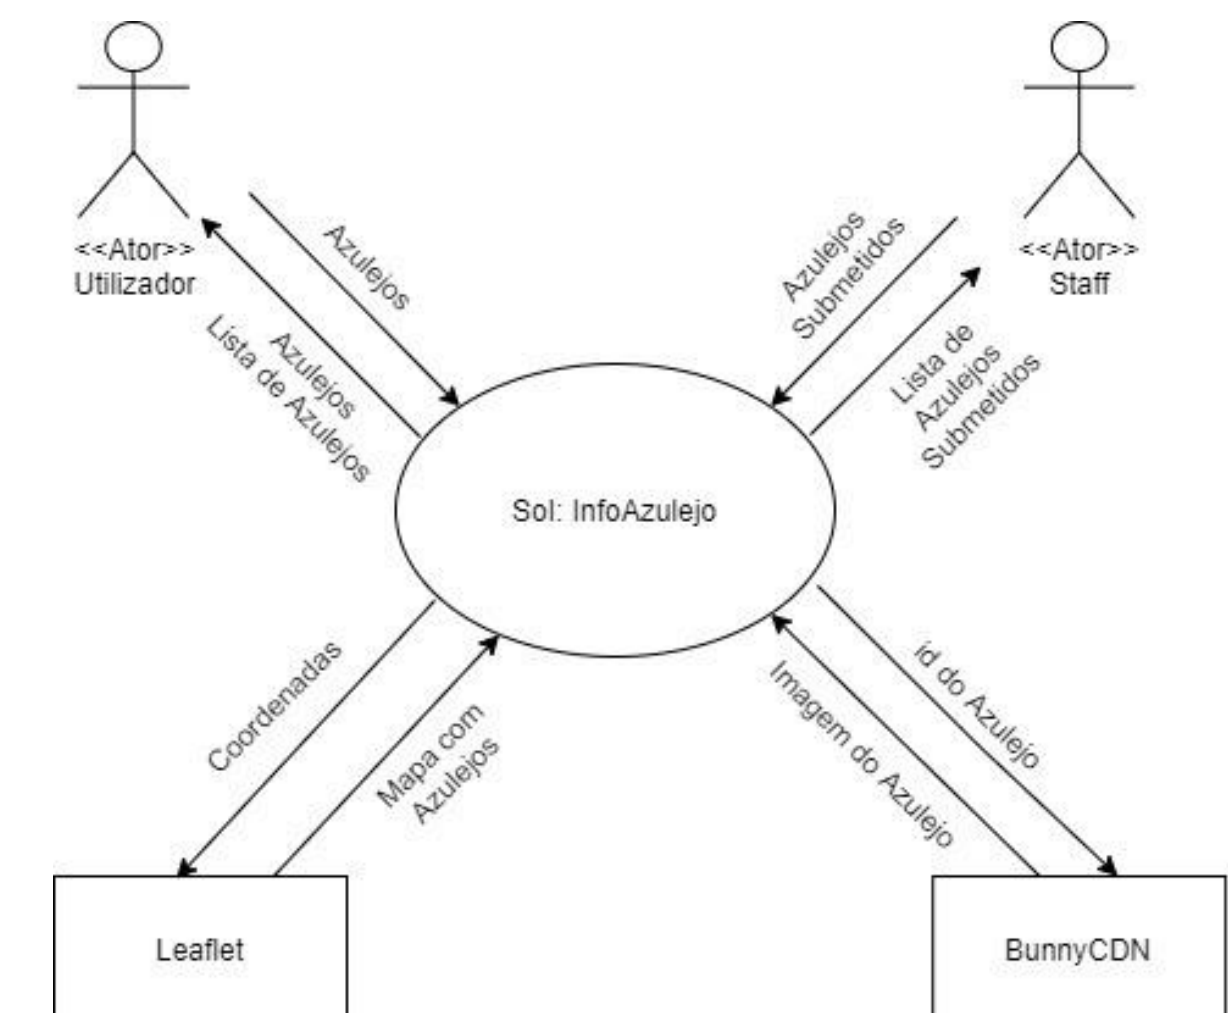 <<Ator>>
Utilizador
<<Ator>>
Staff
Azulejos
Azulejos
Lista de Azulejos
Azulejos
Submetidos
Lista de
Azulejos
Submetidos
Sol: InfoAzulejo
Coordenadas
Mapa com
Azulejos
id do Azulejo
Imagem do Azulejo
Leaflet
BunnyCDN